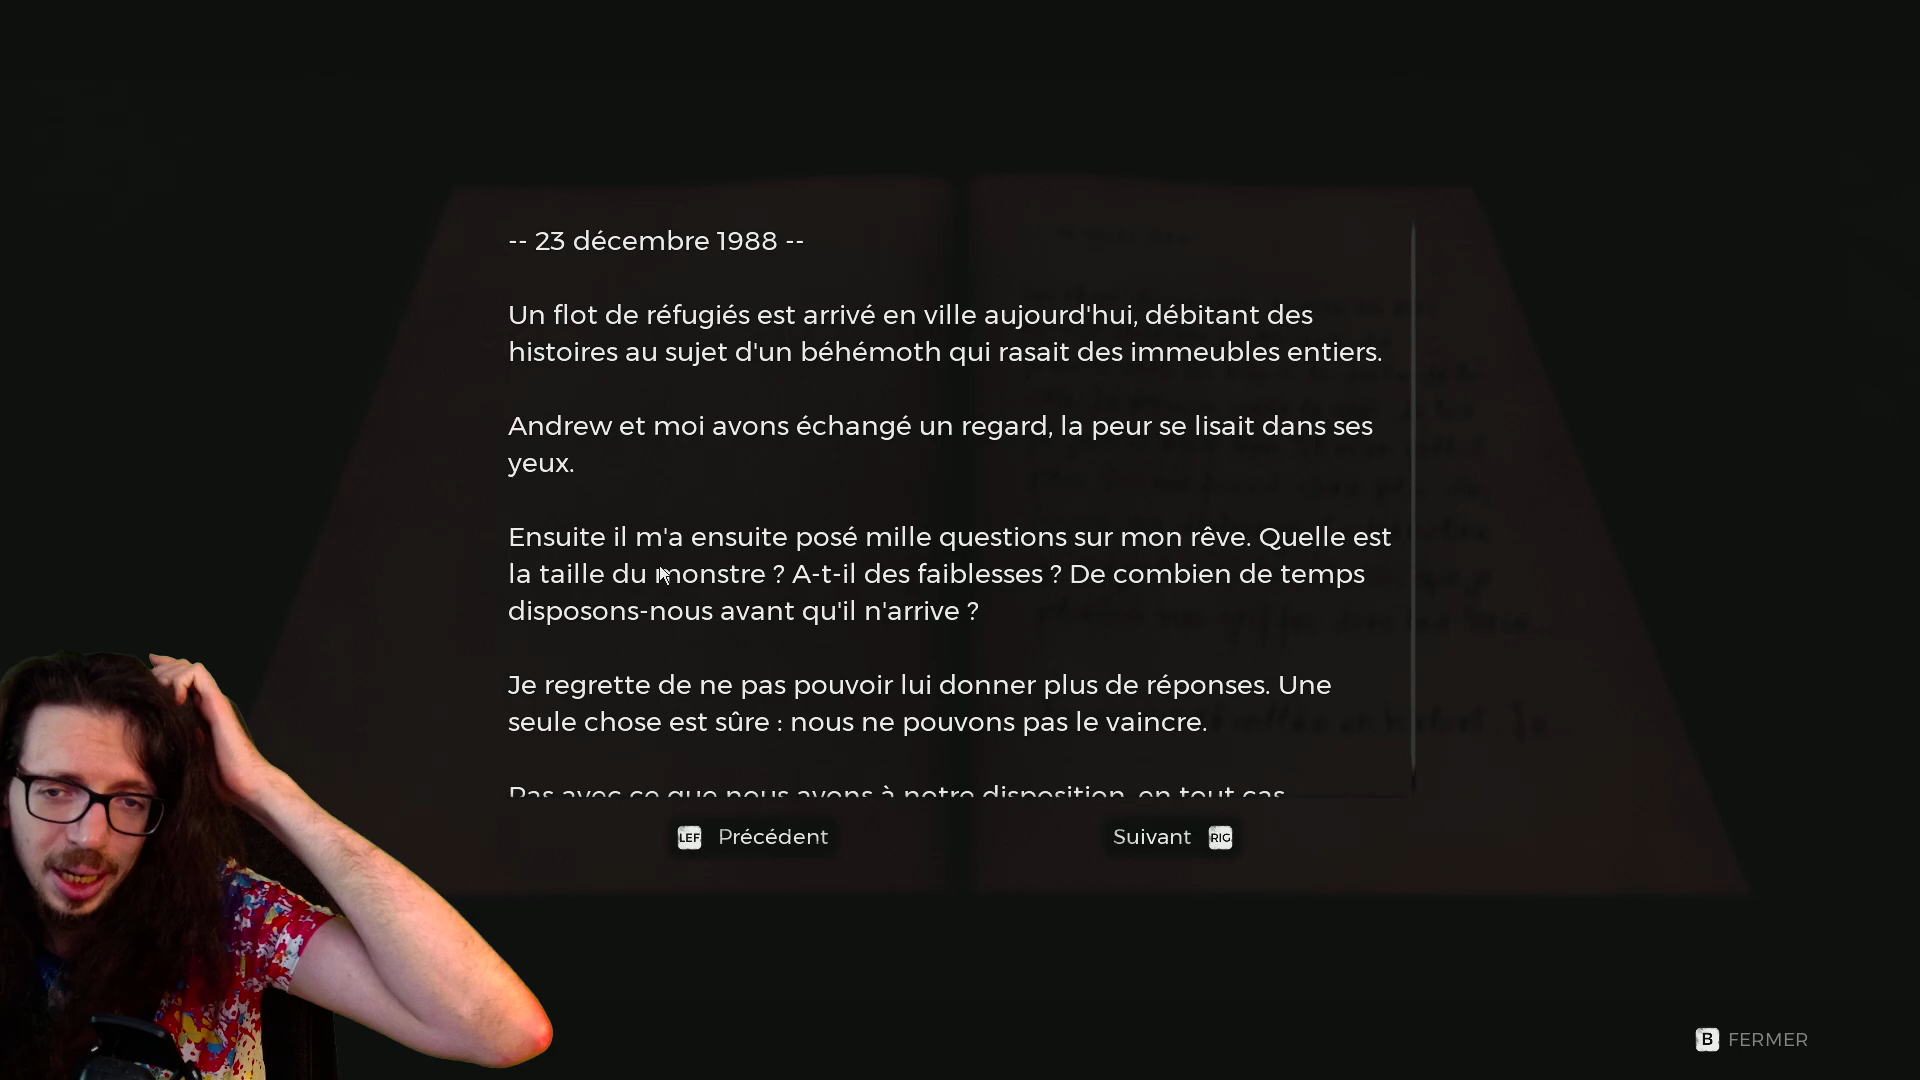 -- 23 décembre 1988 --
Un flot de réfugiés est arrivé en ville aujourd'hui, débitant des
histoires au sujet d'un béhémoth qui rasait des immeubles entiers.
Andrew et moi avons échangé un regard, la peur se lisait dans ses
yeux.
Ensuite il m'a ensuite posé mille questions sur mon rêve. Quelle est
la taille du monstre ? A-t-il des faiblesses ? De combien de temps
disposons-nous avant qu'il n'arrive ?
Je regrette de ne pas pouvoir lui donner plus de réponses. Une
seule chose est sûre : nous ne pouvons pas le vaincre.
Pas avec ce que nous avons à notre disposition, en tout cas
LEF Précédent
Suivant RIG
B FERMER